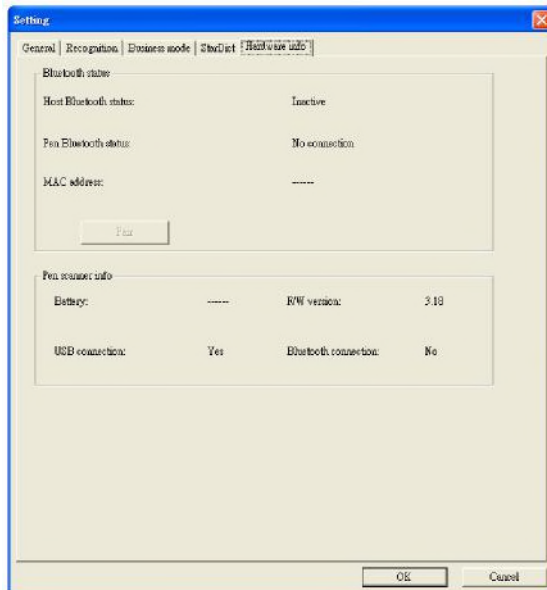 Setting
General Recognition Business mode StarDict Hardware info
Bluetooth status
Host Bluetooth status: Inactive
Pen Bluetooth status: No connection
MAC address: ------
Pair
Pen scanner info
Battery: ------ F/W version: 3.18
USB connection: Yes Bluetooth connection: No
OK Cancel